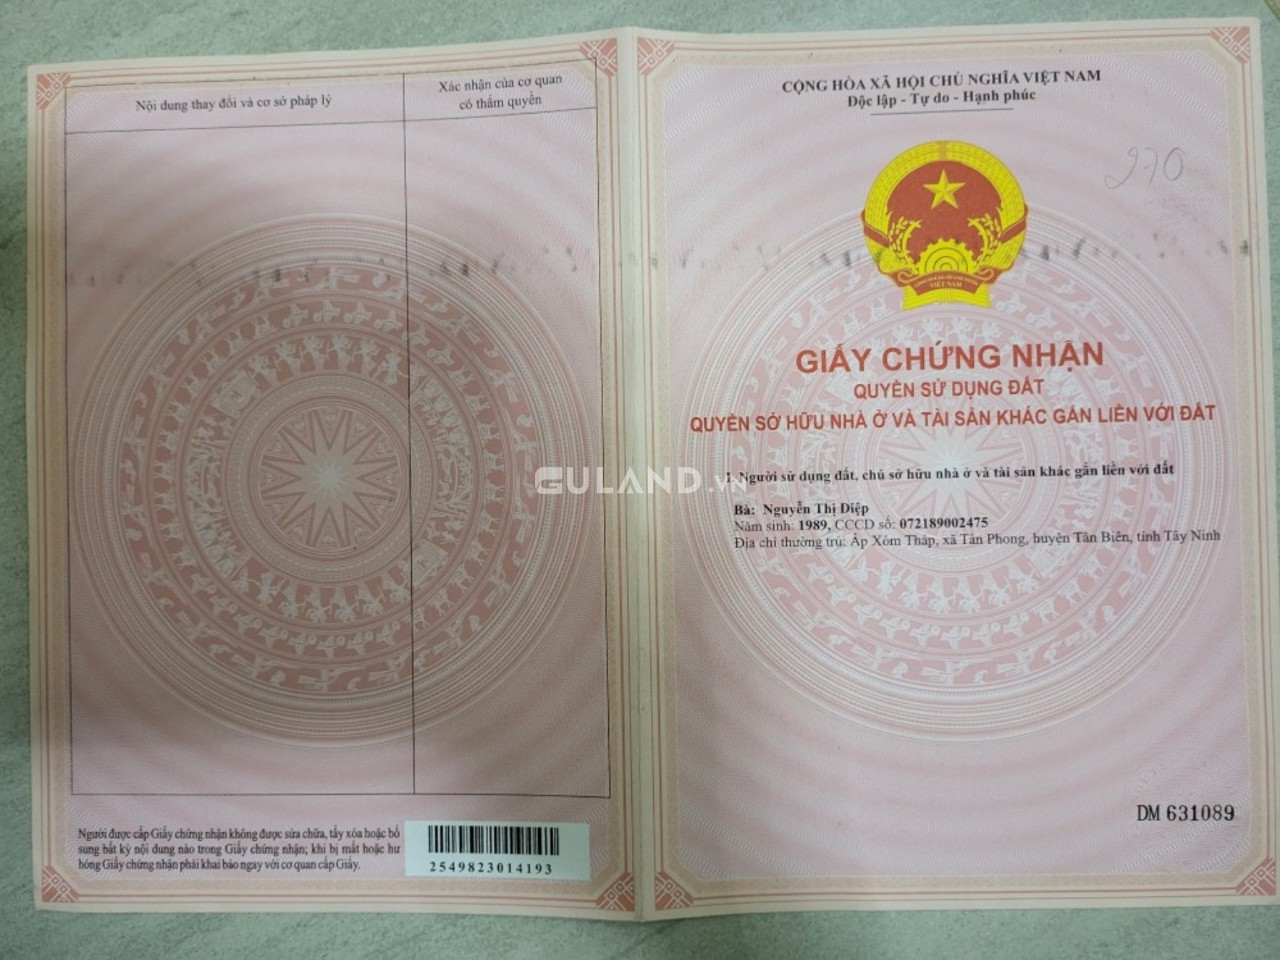 Nội dung thay đổi và cơ sở pháp lý
Xác nhận của cơ quan
có thẩm quyền
Người được cấp Giấy chứng nhận không được sửa chữa, tẩy xóa hoặc bổ
sung bất kỳ nội dung nào trong Giấy chứng nhận; khi bị mất hoặc hư
hỏng Giấy chứng nhận phải khai báo ngay với cơ quan cấp Giấy.
2549823014193
CỘNG HÒA XÃ HỘI CHỦ NGHĨA VIỆT NAM
Độc lập - Tự do - Hạnh phúc
270
VIỆT NAM
GIẤY CHỨNG NHẬN
QUYỀN SỬ DỤNG ĐẤT
QUYỀN SỞ HỮU NHÀ Ở VÀ TÀI SẢN KHÁC GẮN LIỀN VỚI ĐẤT
GULAND.VN
I. Người sử dụng đất, chủ sở hữu nhà ở và tài sản khác gắn liền với đất
Bà: Nguyễn Thị Diệp
Năm sinh: 1989, CCCD số: 072189002475
Địa chỉ thường trú: Ấp Xóm Tháp, xã Tân Phong, huyện Tân Biên, tỉnh Tây Ninh
DM 631089